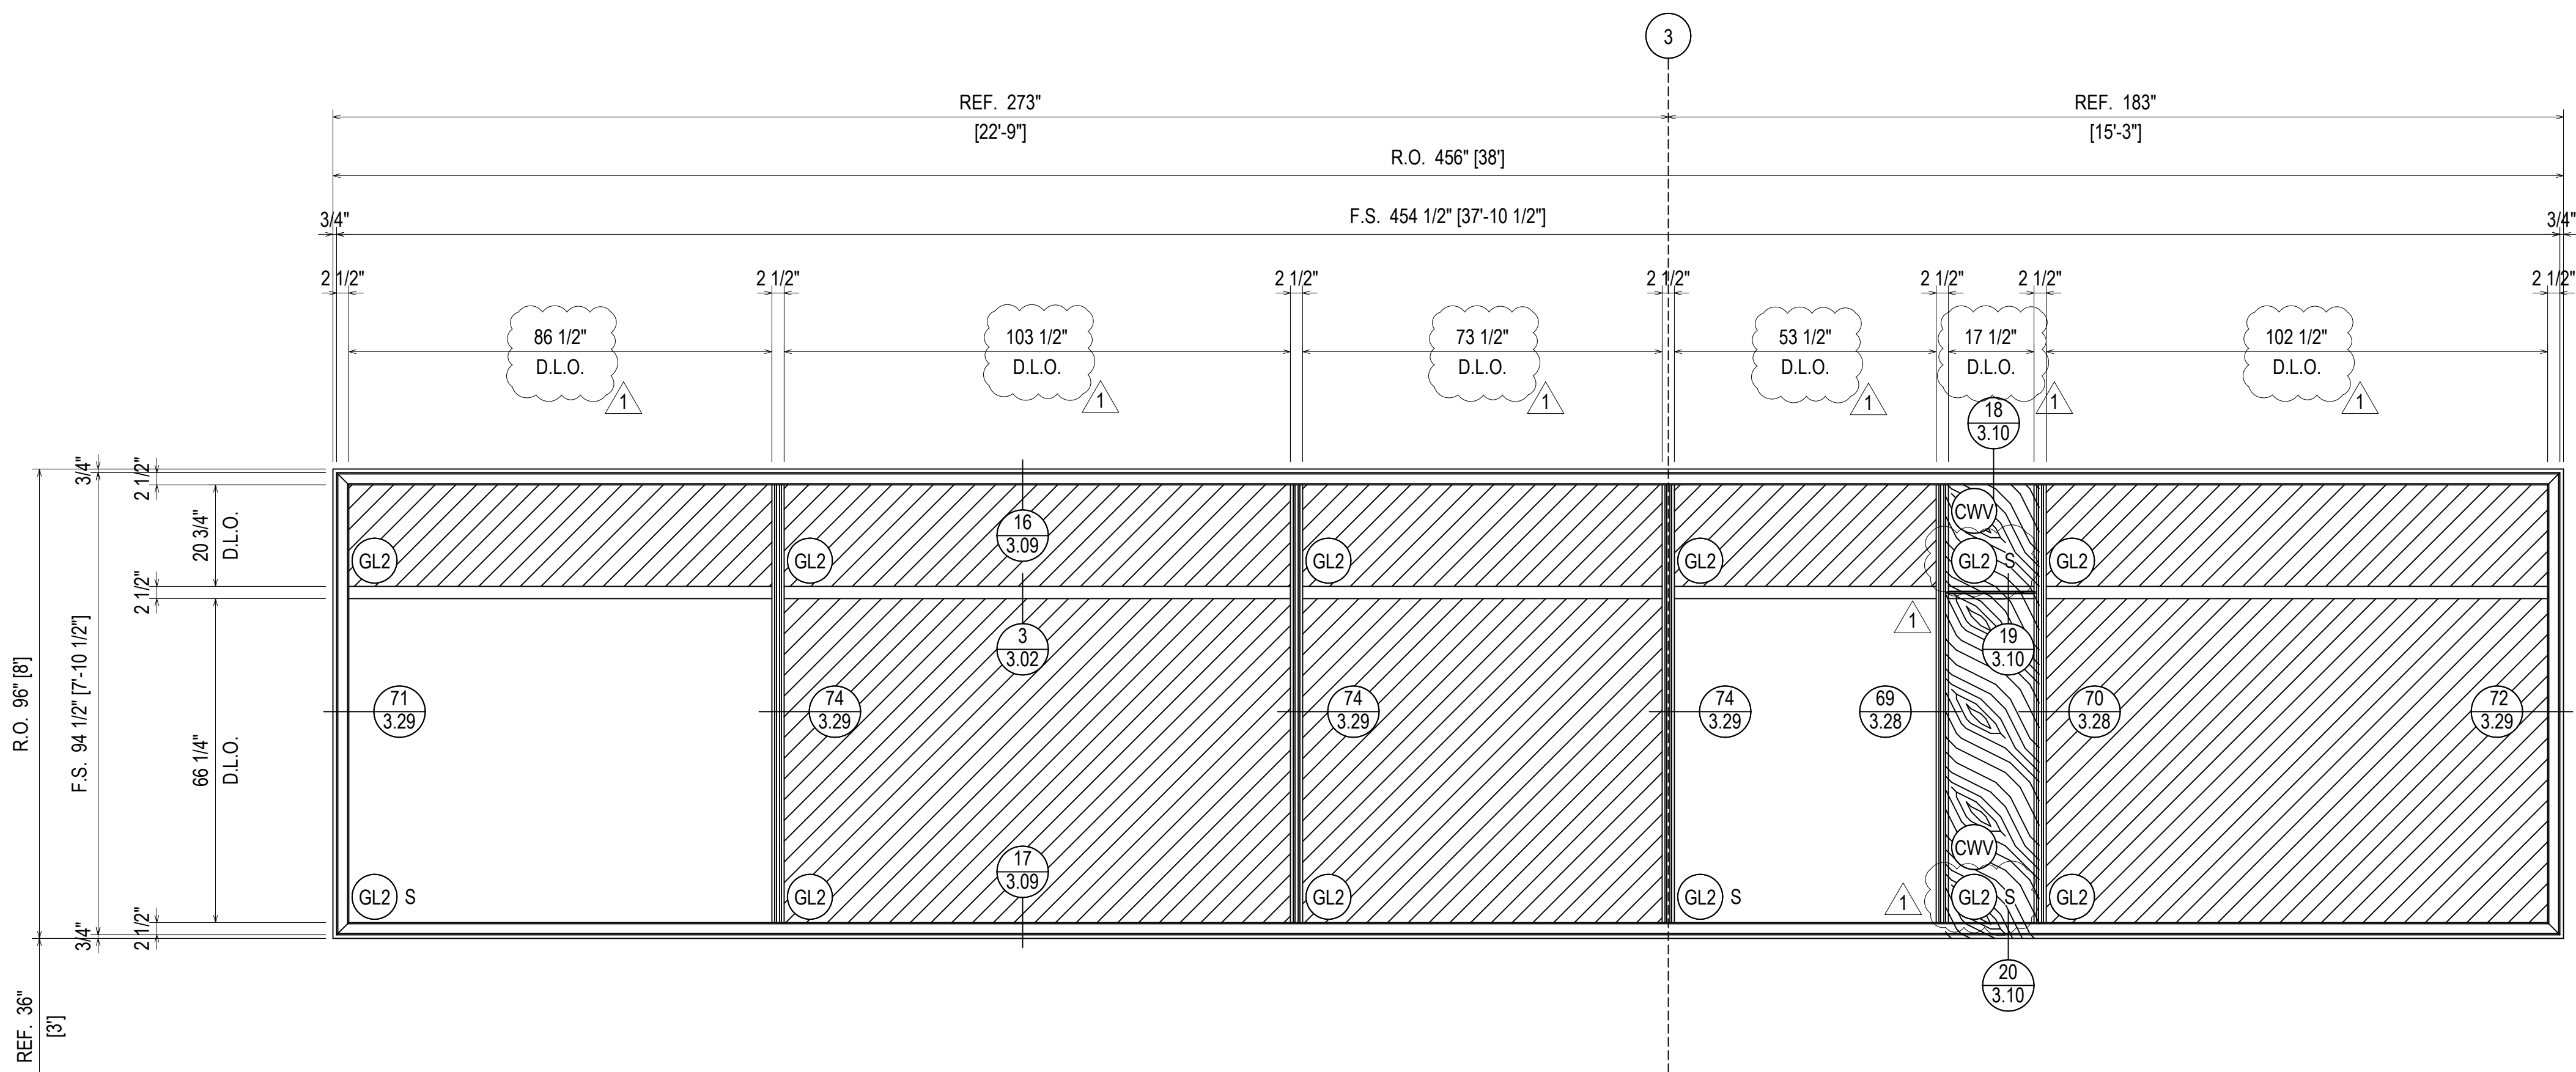 3
REF. 273"
[22'-9"]
REF. 183"
[15'-3"]
R.O. 456" [38']
3/4"
F.S. 454 1/2" [37'-10 1/2"]
3/4"
2 1/2"
2 1/2"
2 1/2"
2 1/2"
2 1/2"
2 1/2"
2 1/2"
86 1/2"
D.L.O.
1
103 1/2"
D.L.O.
1
73 1/2"
D.L.O.
1
53 1/2"
D.L.O.
1
17 1/2"
D.L.O.
1
102 1/2"
D.L.O.
1
18
3.10
3/4"
2 1/2"
20 3/4"
D.L.O.
2 1/2"
R.O. 96" [8']
F.S. 94 1/2" [7'-10 1/2"]
66 1/4"
D.L.O.
3/4"
2 1/2"
REF. 36"
[3']
GL2
GL2
16
3.09
GL2
GL2
CWV
GL2 S
GL2
3
3.02
1
19
3.10
71
3.29
74
3.29
74
3.29
74
3.29
69
3.28
70
3.28
72
3.29
17
3.09
CWV
GL2 S
GL2
GL2
GL2 S
1
GL2 S
GL2
20
3.10